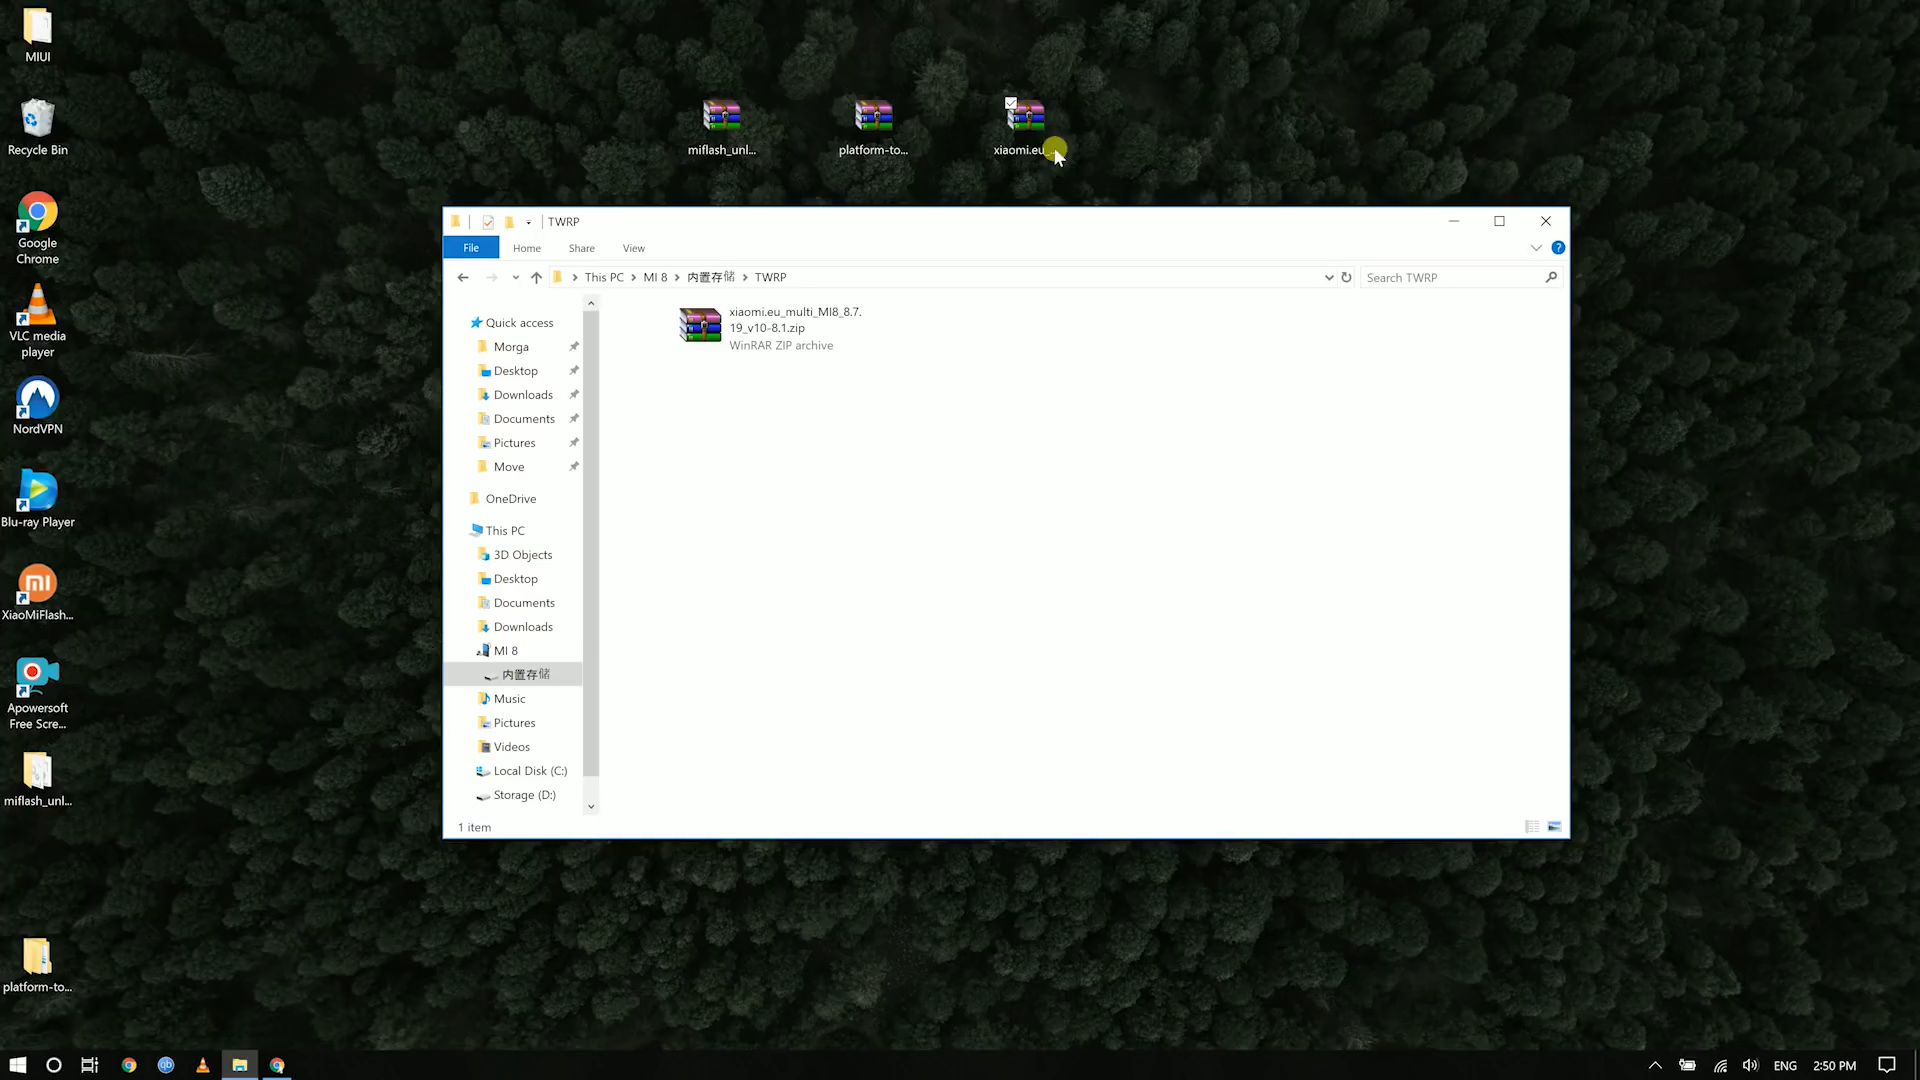 MIUI
Recycle Bin
Google
Chrome
VLC media
player
NordVPN
Blu-ray Player
XiaoMiFlash...
Apowersoft
Free Scre...
miflash_unl...
platform-to...
miflash_unl...
platform-to...
xiaomi.eu_...
TWRP
File
Home
Share
View
This PC
MI 8
内置存储
TWRP
Search TWRP
Quick access
Morga
Desktop
Downloads
Documents
Pictures
Move
OneDrive
This PC
3D Objects
Desktop
Documents
Downloads
MI 8
内置存储
Music
Pictures
Videos
Local Disk (C:)
Storage (D:)
xiaomi.eu_multi_MI8_8.7.
19_v10-8.1.zip
WinRAR ZIP archive
1 item
qb
ENG
2:50 PM